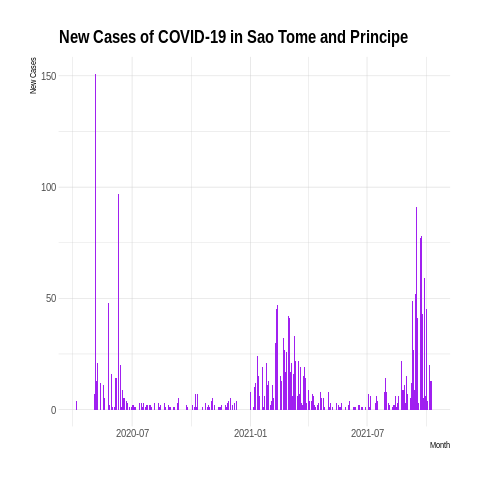 New Cases of COVID-19 in Sao Tome and Principe
New Cases
150
100
50
0
2020-07
2021-01
2021-07
Month